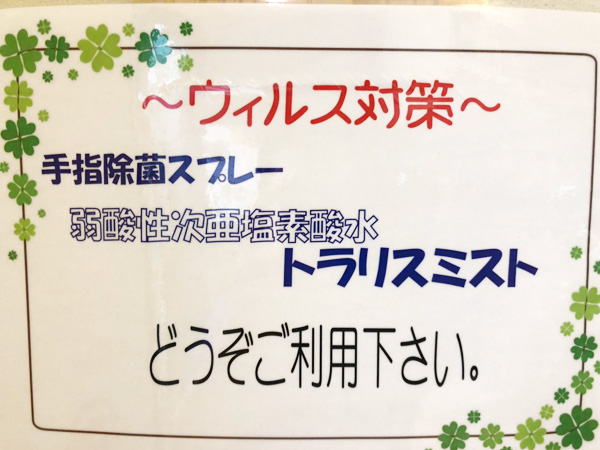 ～ウィルス対策～
手指除菌スプレー
弱酸性次亜塩素酸水
トラリスミスト
どうぞご利用下さい。